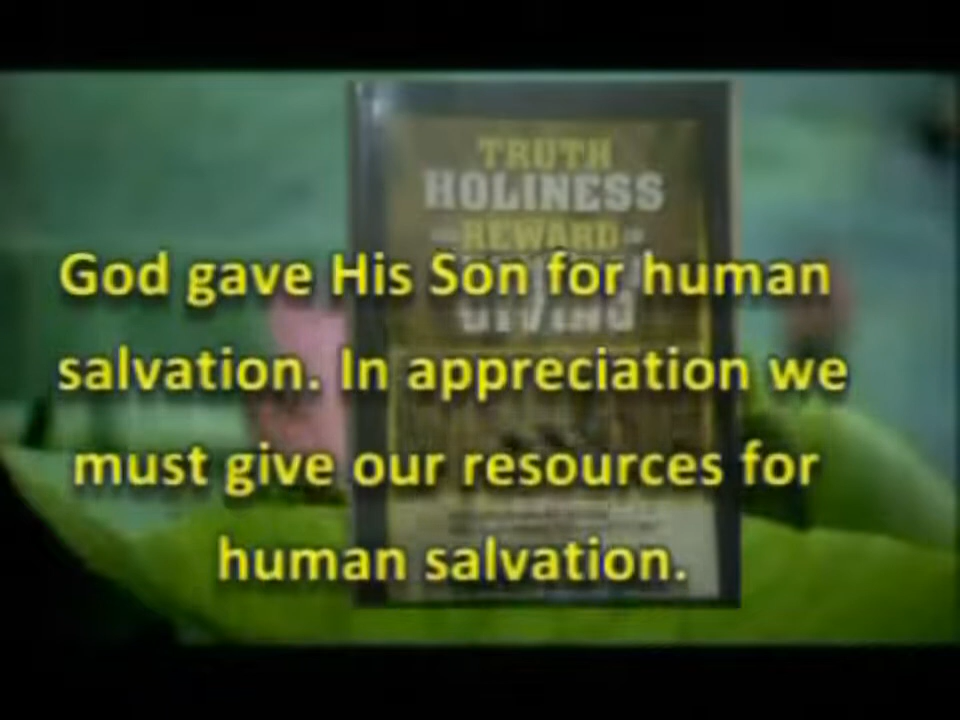 TRUTH
HOLINESS
REWARD
God gave His Son for human
GIVING
salvation. In appreciation we
must give our resources for
human salvation.